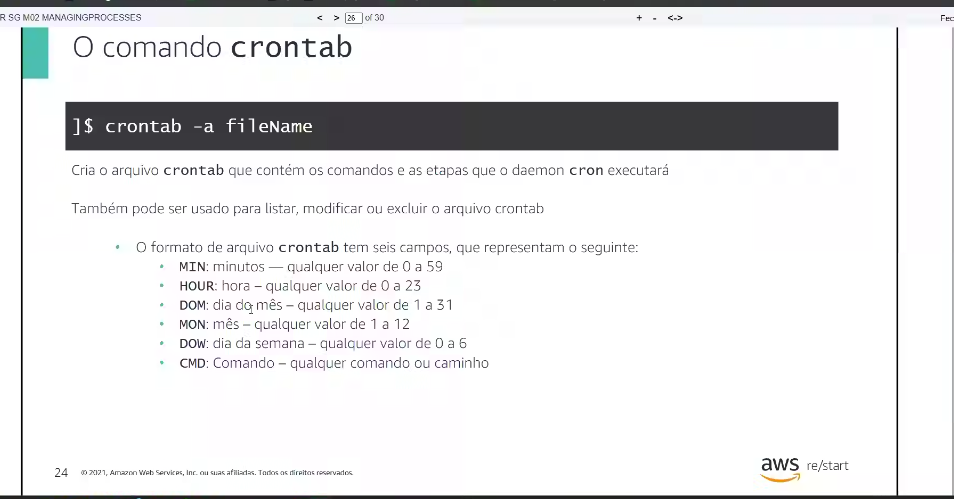 R SG M02 MANAGINGPROCESSES
< > 26 of 30
+ - <->
Fec
O comando crontab
]$ crontab -a fileName
Cria o arquivo crontab que contém os comandos e as etapas que o daemon cron executará
Também pode ser usado para listar, modificar ou excluir o arquivo crontab
• O formato de arquivo crontab tem seis campos, que representam o seguinte:
• MIN: minutos — qualquer valor de 0 a 59
• HOUR: hora – qualquer valor de 0 a 23
• DOM: dia do mês – qualquer valor de 1 a 31
• MON: mês – qualquer valor de 1 a 12
• DOW: dia da semana – qualquer valor de 0 a 6
• CMD: Comando – qualquer comando ou caminho
24 © 2021, Amazon Web Services, Inc. ou suas afiliadas. Todos os direitos reservados.
aws re/start